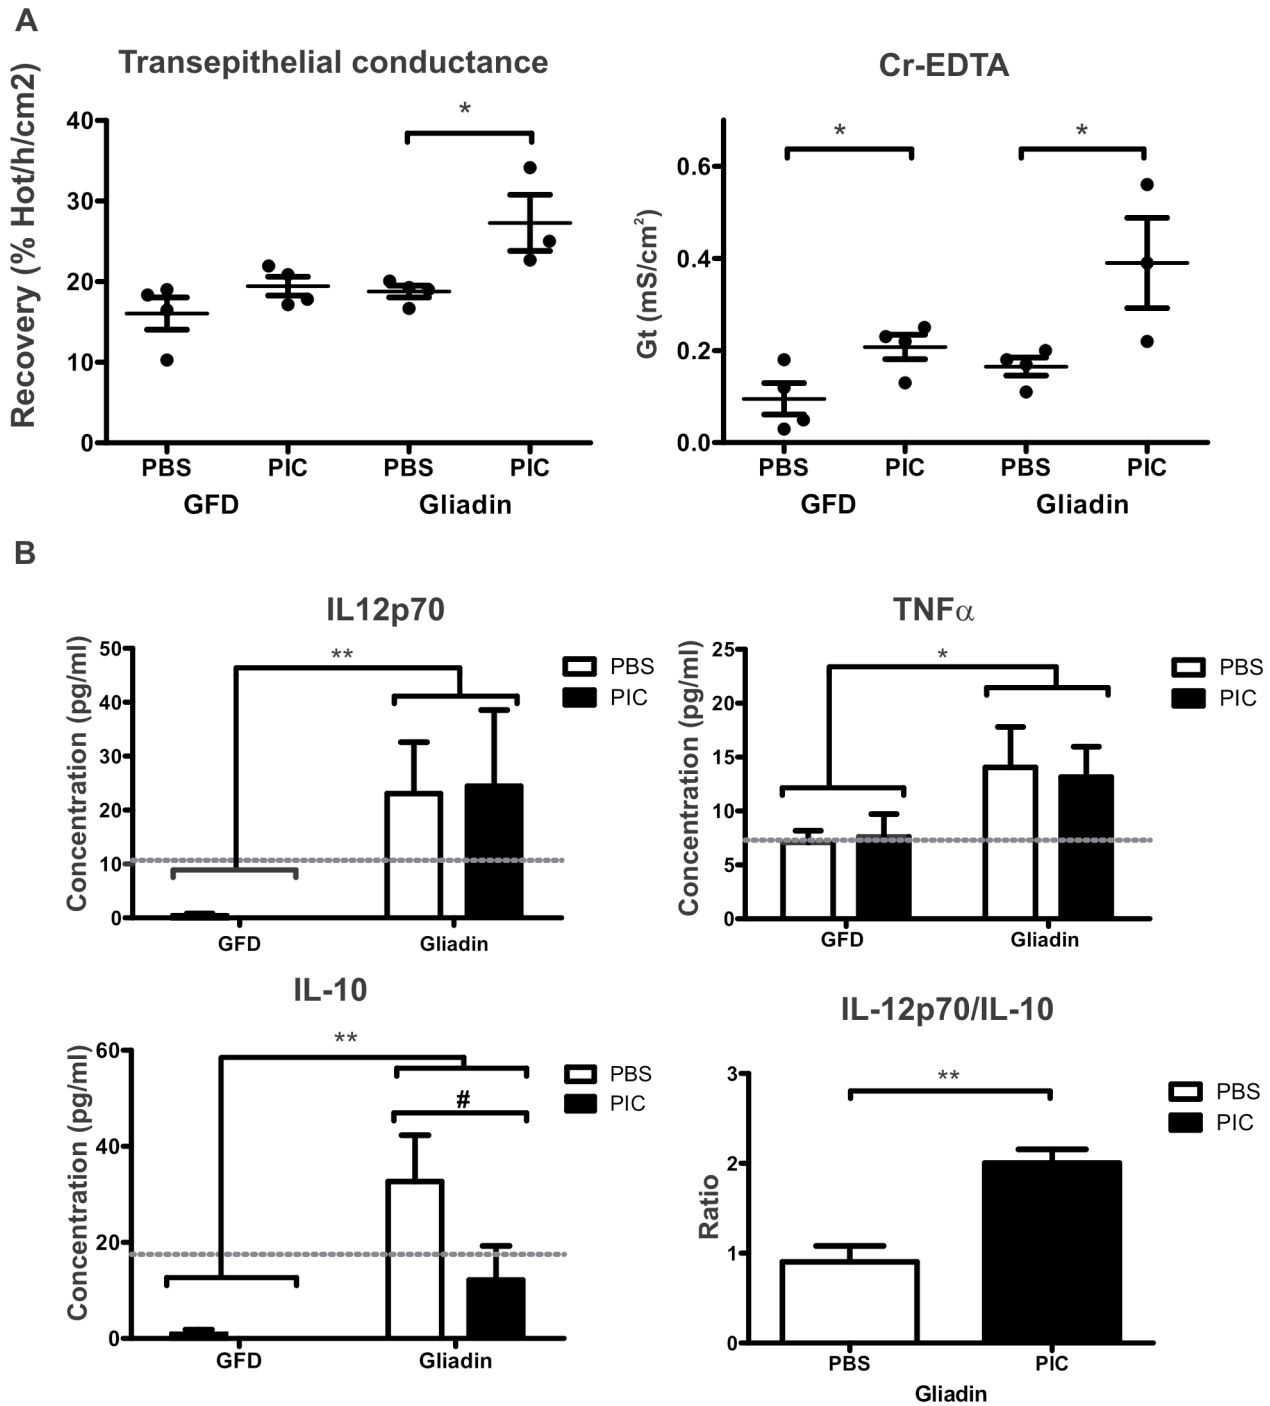 A
Transepithelial conductance
Recovery (% Hot/h/cm2)
40
30
20
10
0
*
PBS PIC PBS PIC
GFD Gliadin
Cr-EDTA
Gt (mS/cm²)
0.6
0.4
0.2
0.0
* *
PBS PIC PBS PIC
GFD Gliadin
B
IL12p70
Concentration (pg/ml)
50
40
30
20
10
0
**
PBS
PIC
GFD Gliadin
TNFα
Concentration (pg/ml)
25
20
15
10
5
0
*
PBS
PIC
GFD Gliadin
IL-10
Concentration (pg/ml)
60
40
20
0
**
#
PBS
PIC
GFD Gliadin
IL-12p70/IL-10
Ratio
3
2
1
0
**
PBS
PIC
PBS PIC
Gliadin